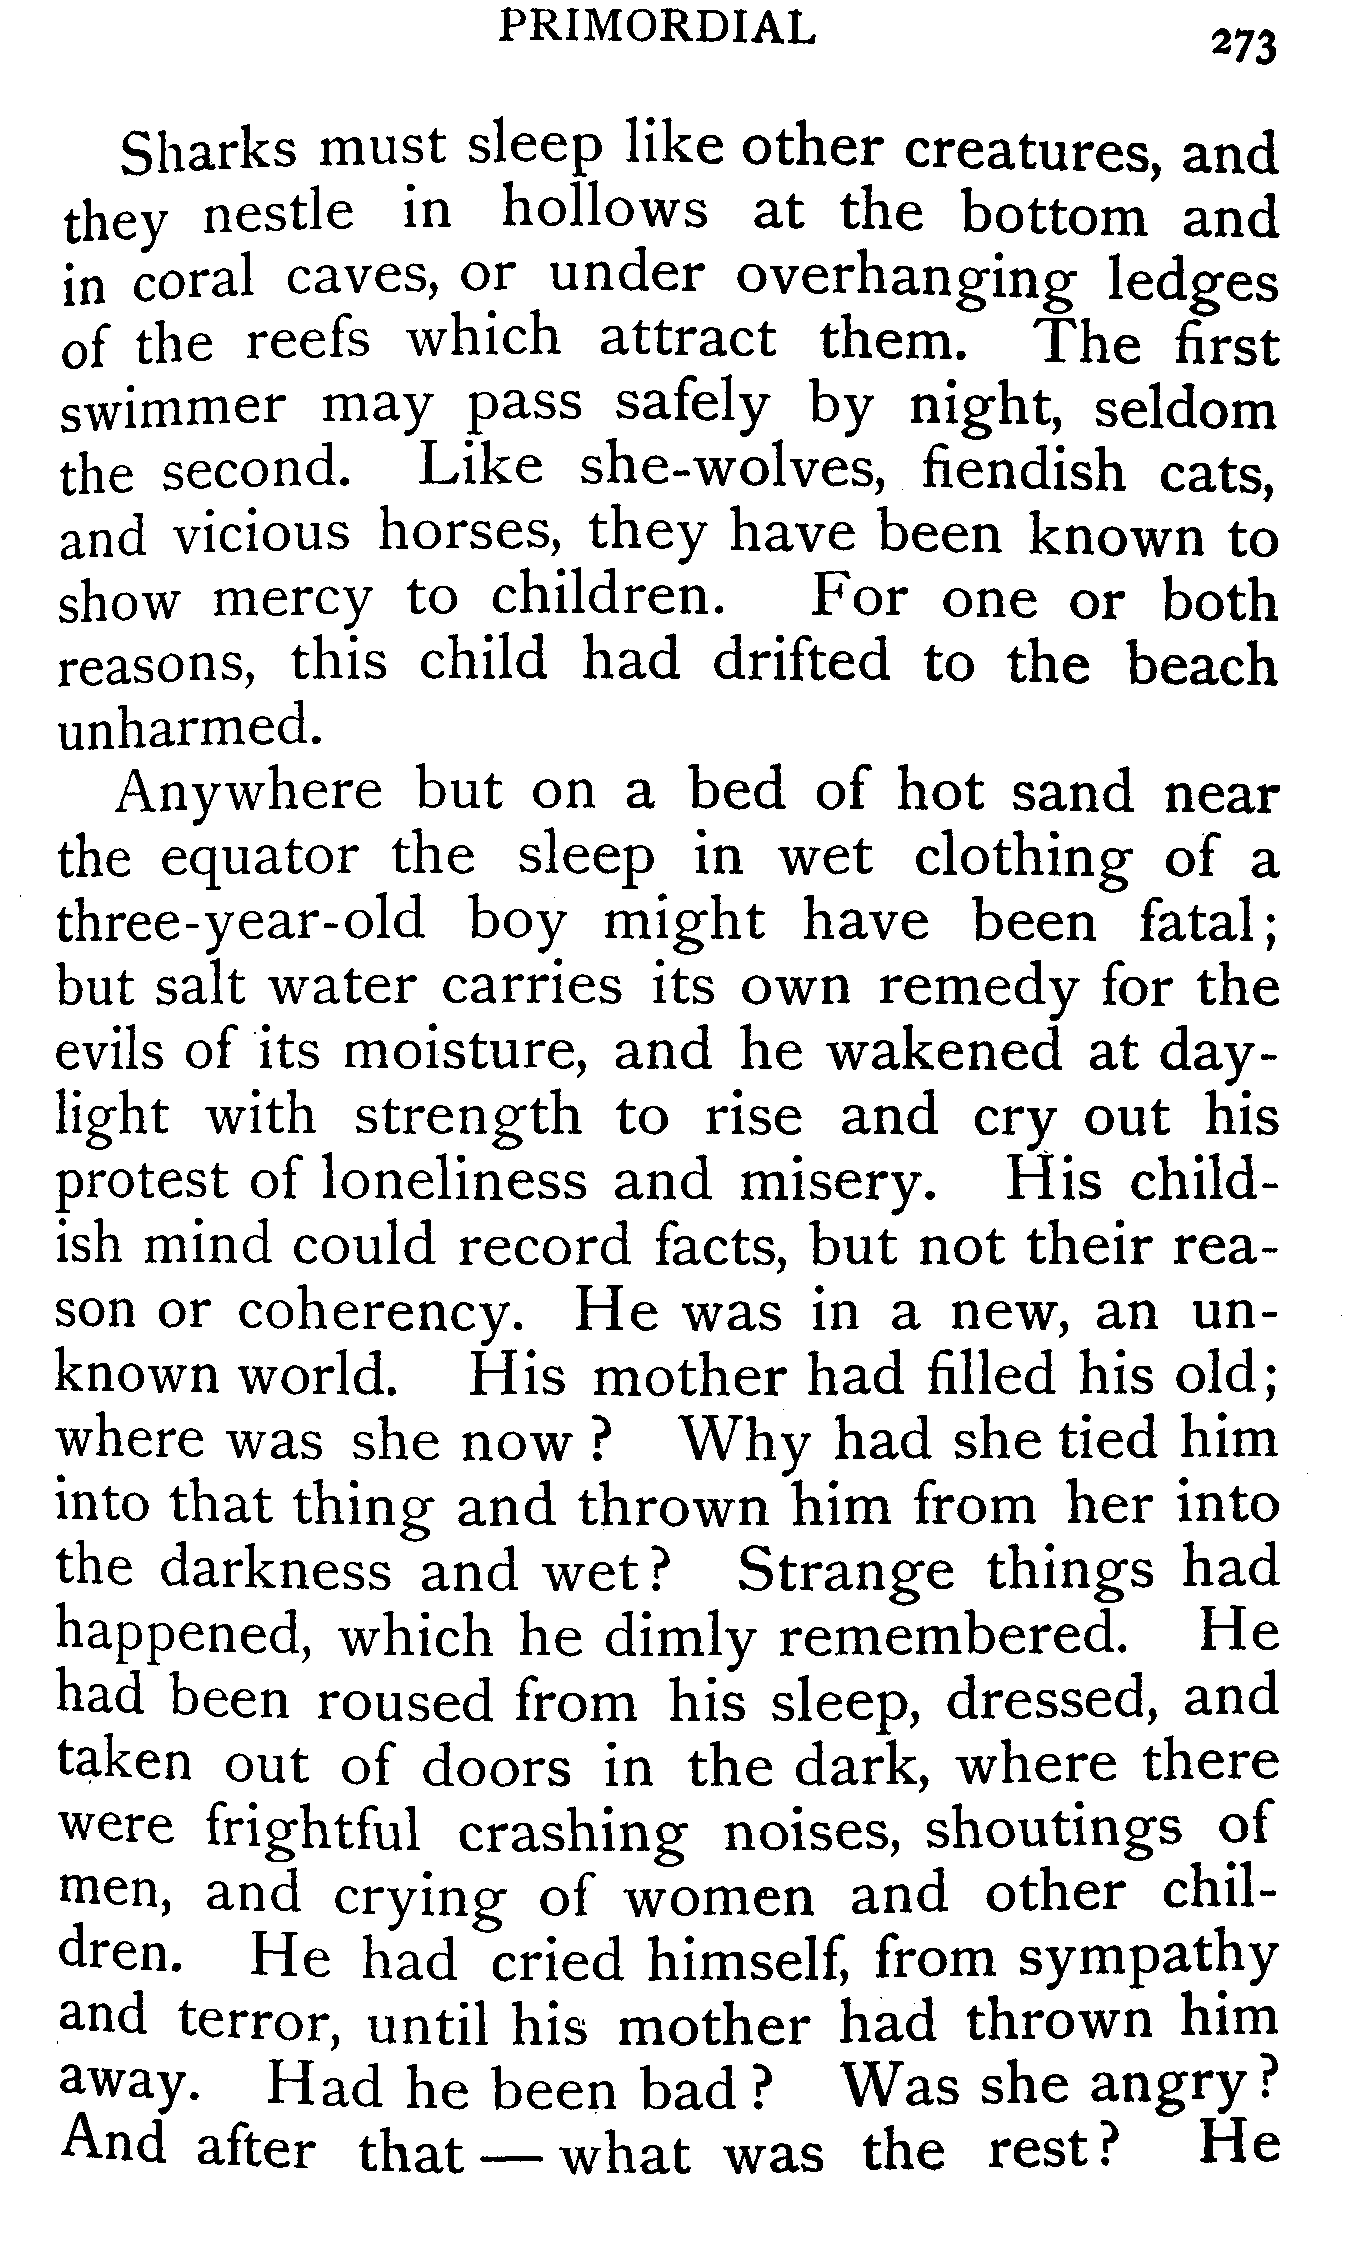 PRIMORDIAL 273
Sharks must sleep like other creatures, and
they nestle in hollows at the bottom and
in coral caves, or under overhanging ledges
of the reefs which attract them. The first
swimmer may pass safely by night, seldom
the second. Like she-wolves, fiendish cats,
and vicious horses, they have been known to
show mercy to children. For one or both
reasons, this child had drifted to the beach
unharmed.
Anywhere but on a bed of hot sand near
the equator the sleep in wet clothing of a
three-year-old boy might have been fatal;
but salt water carries its own remedy for the
evils of its moisture, and he wakened at day-
light with strength to rise and cry out his
protest of loneliness and misery. His child-
ish mind could record facts, but not their rea-
son or coherency. He was in a new, an un-
known world. His mother had filled his old;
where was she now? Why had she tied him
into that thing and thrown him from her into
the darkness and wet? Strange things had
happened, which he dimly remembered. He
had been roused from his sleep, dressed, and
taken out of doors in the dark, where there
were frightful crashing noises, shoutings of
men, and crying of women and other chil-
dren. He had cried himself, from sympathy
and terror, until his mother had thrown him
away. Had he been bad? Was she angry?
And after that — what was the rest? He